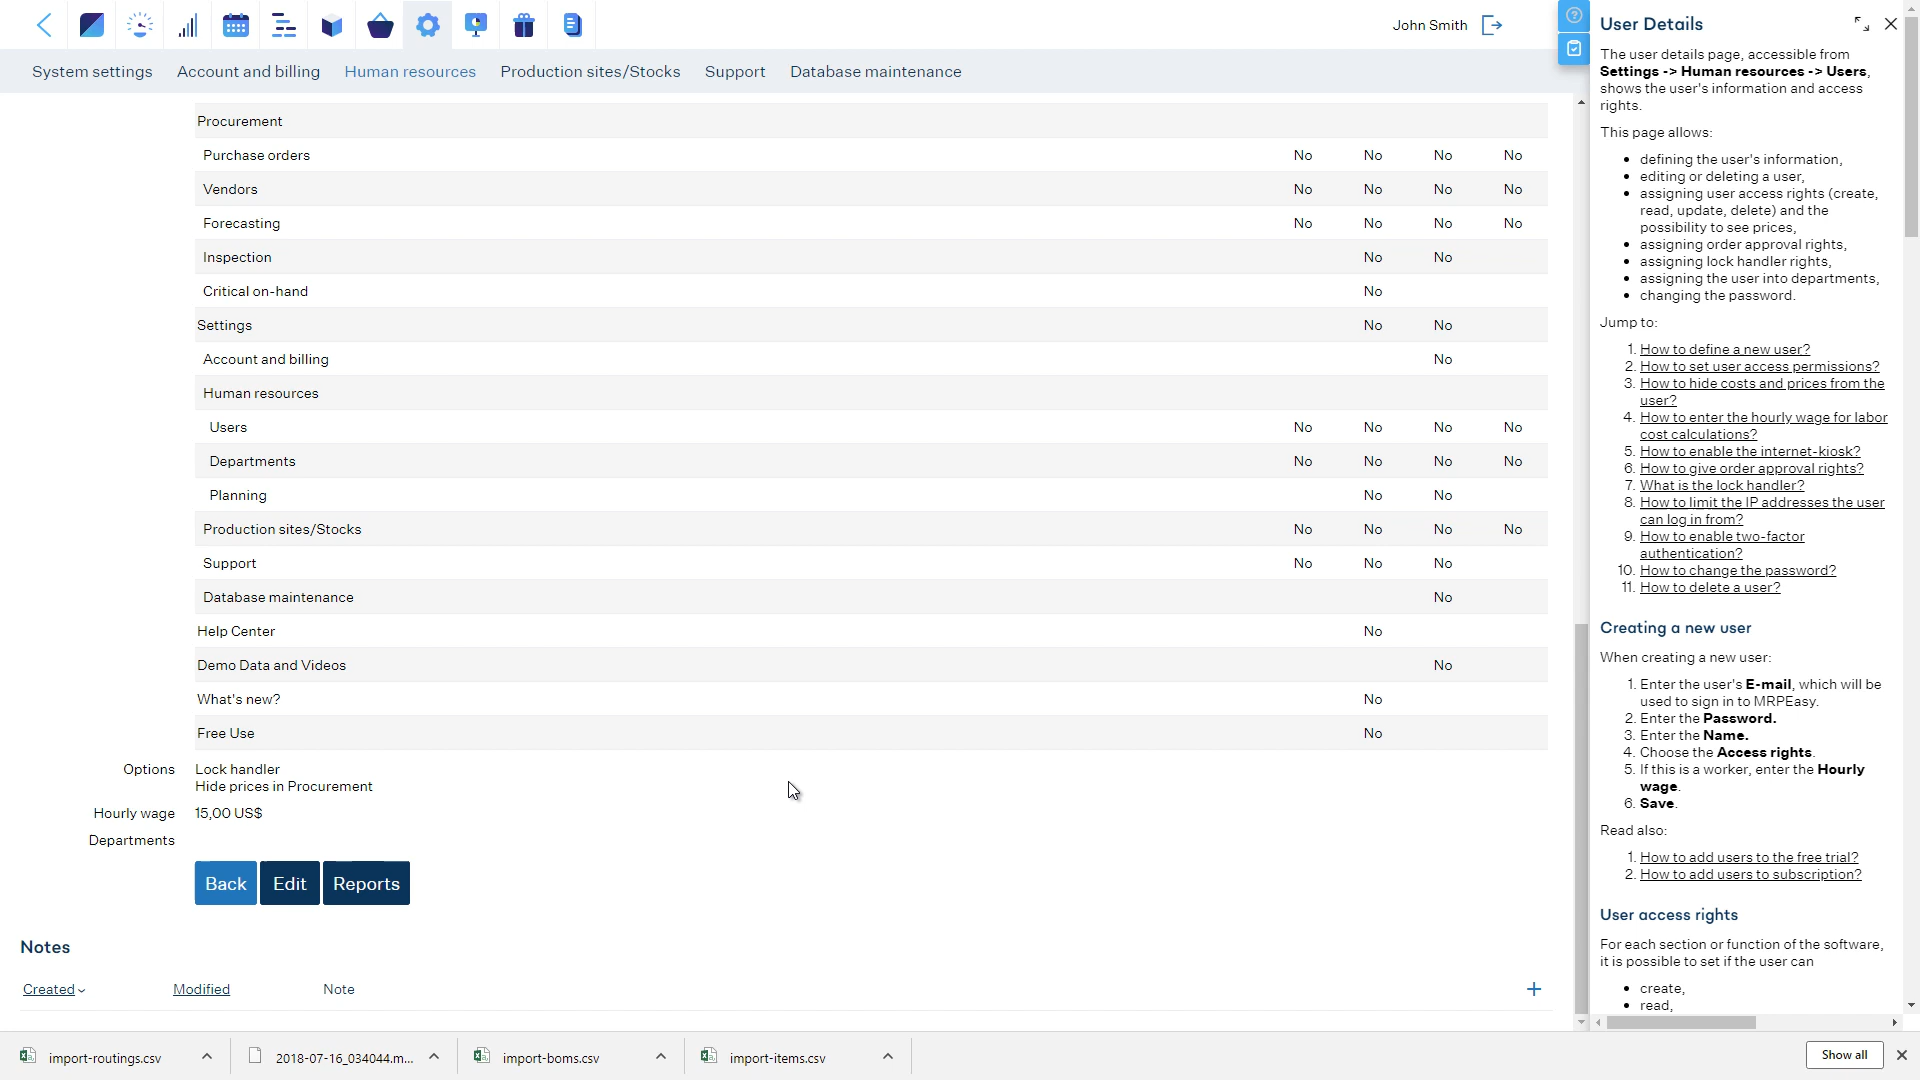 John Smith
System settings Account and billing Human resources Production sites/Stocks Support Database maintenance
Procurement
Purchase orders No No No No
Vendors No No No No
Forecasting No No No No
Inspection No No
Critical on-hand No
Settings No No
Account and billing No
Human resources
Users No No No No
Departments No No No No
Planning No No
Production sites/Stocks No No No No
Support No No No
Database maintenance No
Help Center No
Demo Data and Videos No
What's new? No
Free Use No
Options Lock handler
Hide prices in Procurement
Hourly wage 15,00 US$
Departments
Back Edit Reports
Notes
Created Modified Note
User Details
The user details page, accessible from
Settings -> Human resources -> Users,
shows the user's information and access
rights.
This page allows:
• defining the user's information,
• editing or deleting a user,
• assigning user access rights (create,
read, update, delete) and the
possibility to see prices,
• assigning order approval rights,
• assigning lock handler rights,
• assigning the user into departments,
• changing the password.
Jump to:
1. How to define a new user?
2. How to set user access permissions?
3. How to hide costs and prices from the
user?
4. How to enter the hourly wage for labor
cost calculations?
5. How to enable the internet-kiosk?
6. How to give order approval rights?
7. What is the lock handler?
8. How to limit the IP addresses the user
can log in from?
9. How to enable two-factor
authentication?
10. How to change the password?
11. How to delete a user?
Creating a new user
When creating a new user:
1. Enter the user's E-mail, which will be
used to sign in to MRPEasy.
2. Enter the Password.
3. Enter the Name.
4. Choose the Access rights.
5. If this is a worker, enter the Hourly
wage.
6. Save.
Read also:
1. How to add users to the free trial?
2. How to add users to subscription?
User access rights
For each section or function of the software,
it is possible to set if the user can
• create,
• read,
import-routings.csv 2018-07-16_034044.m... import-boms.csv import-items.csv Show all